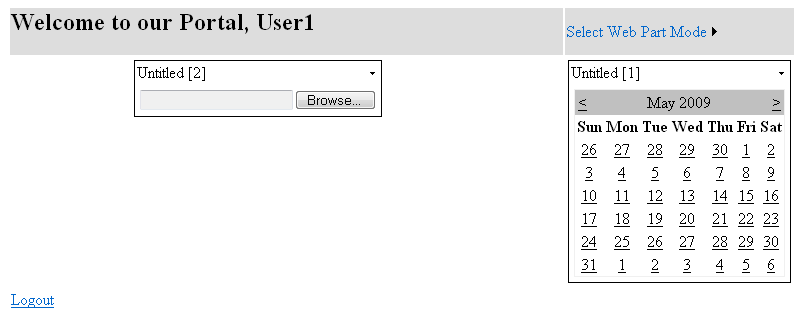 Welcome to our Portal, User1
Select Web Part Mode
Untitled [2]
Browse...
Untitled [1]
< May 2009 >
Sun Mon Tue Wed Thu Fri Sat
26 27 28 29 30 1 2
3 4 5 6 7 8 9
10 11 12 13 14 15 16
17 18 19 20 21 22 23
24 25 26 27 28 29 30
31 1 2 3 4 5 6
Logout